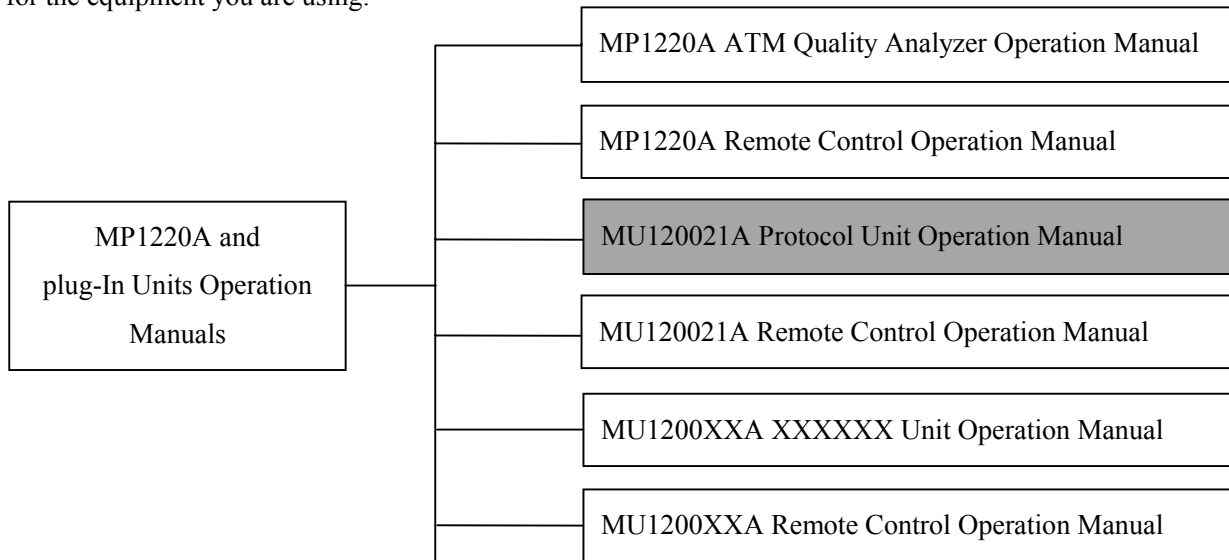 for the equipment you are using.
MP1220A ATM Quality Analyzer Operation Manual
MP1220A Remote Control Operation Manual
MU120021A Protocol Unit Operation Manual
MP1220A and
plug-In Units Operation
Manuals
MU120021A Remote Control Operation Manual
MU1200XXA XXXXXX Unit Operation Manual
MU1200XXA Remote Control Operation Manual